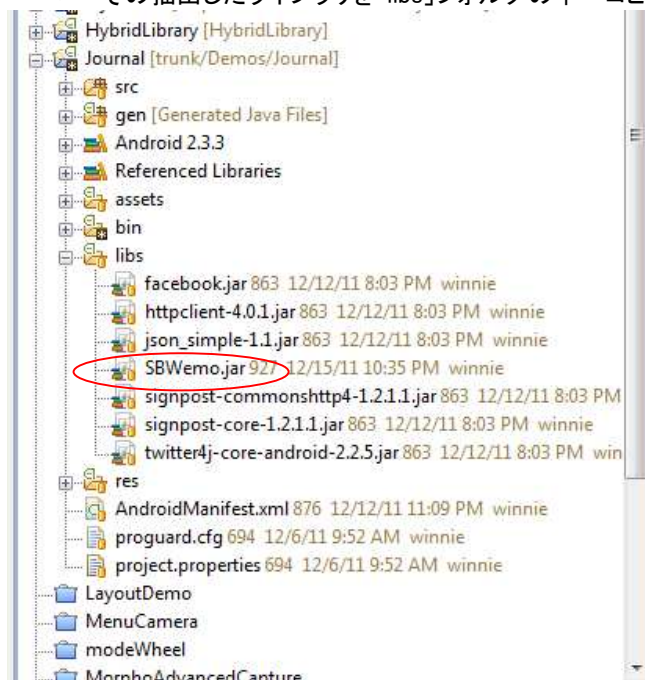 HybridLibrary [HybridLibrary]
Journal [trunk/Demos/Journal]
src
gen [Generated Java Files]
Android 2.3.3
Referenced Libraries
assets
bin
libs
facebook.jar 863 12/12/11 8:03 PM winnie
httpclient-4.0.1.jar 863 12/12/11 8:03 PM winnie
json_simple-1.1.jar 863 12/12/11 8:03 PM winnie
SBWemo.jar 927 12/15/11 10:35 PM winnie
signpost-commonshttp4-1.2.1.1.jar 863 12/12/11 8:03 PM
signpost-core-1.2.1.1.jar 863 12/12/11 8:03 PM winnie
twitter4j-core-android-2.2.5.jar 863 12/12/11 8:03 PM win
res
AndroidManifest.xml 876 12/12/11 11:09 PM winnie
proguard.cfg 694 12/6/11 9:52 AM winnie
project.properties 694 12/6/11 9:52 AM winnie
LayoutDemo
MenuCamera
modeWheel
MorphoAdvancedCapture